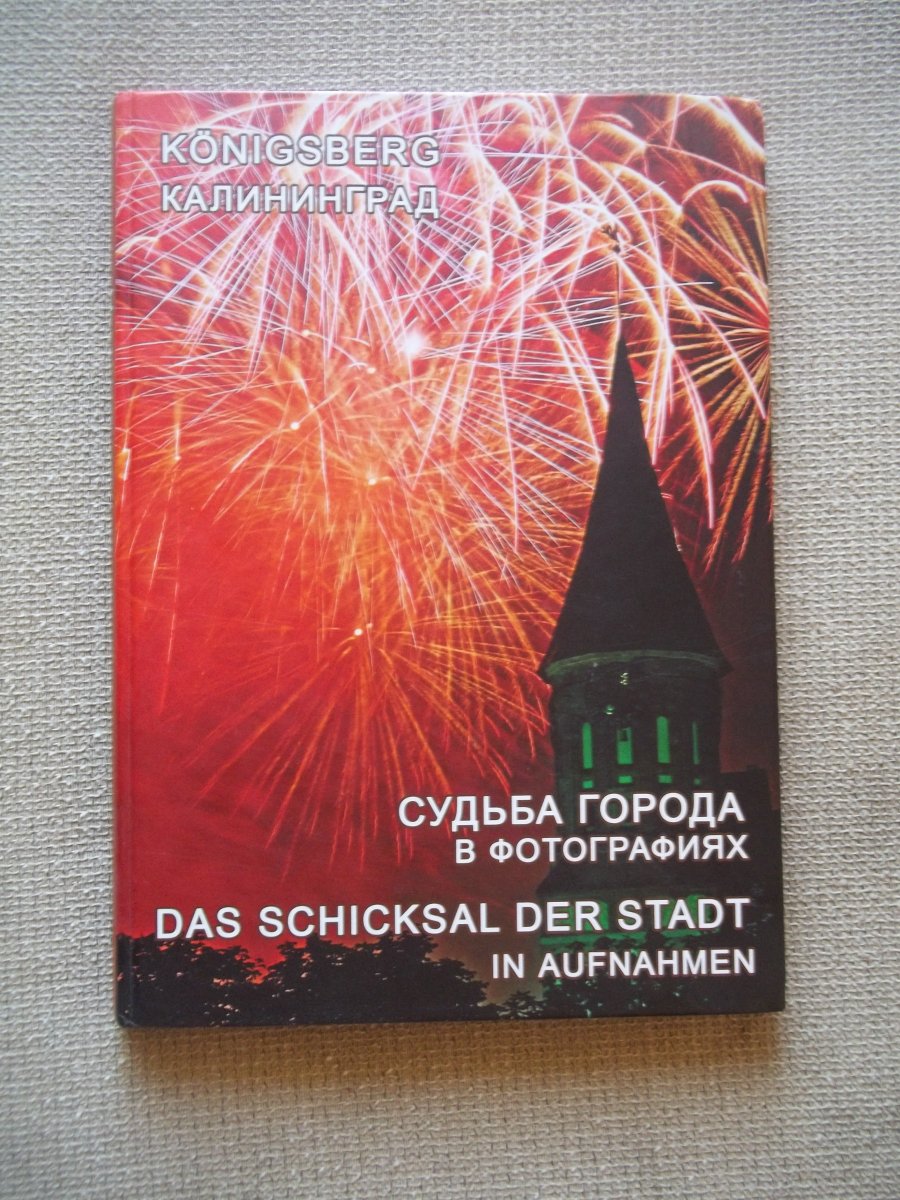 KÖNIGSBERG
КАЛИНИНГРАД
СУДЬБА ГОРОДА
В ФОТОГРАФИЯХ
DAS SCHICKSAL DER STADT
IN AUFNAHMEN